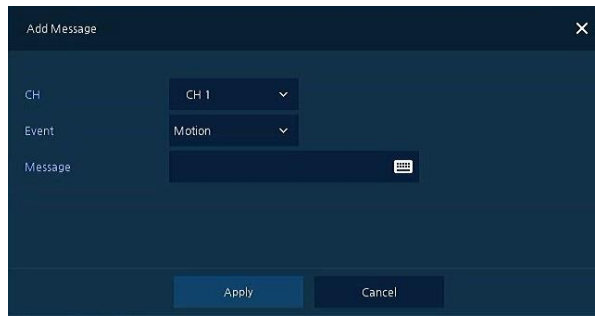 Add Message
CH CH 1
Event Motion
Message
Apply Cancel